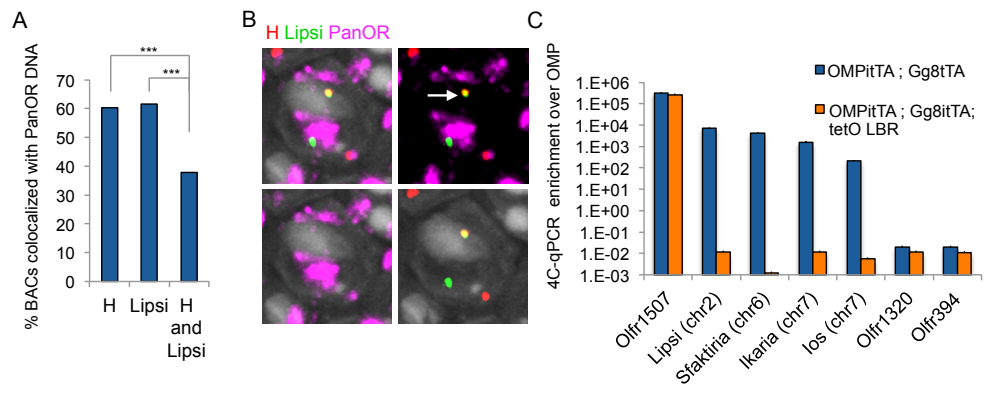 A
% BACs colocalized with PanOR DNA
70
60
50
40
30
20
10
0
***
***
H
Lipsi
H and Lipsi
B
H Lipsi PanOR
C
4C-qPCR enrichment over OMP
1.E+06
1.E+05
1.E+04
1.E+03
1.E+02
1.E+01
1.E+00
1.E-01
1.E-02
1.E-03
OMPitTA ; Gg8tTA
OMPitTA ; Gg8itTA;
tetO LBR
Olfr1507
Lipsi (chr2)
Sfaktiria (chr6)
Ikaria (chr7)
Ios (chr7)
Olfr1320
Olfr394